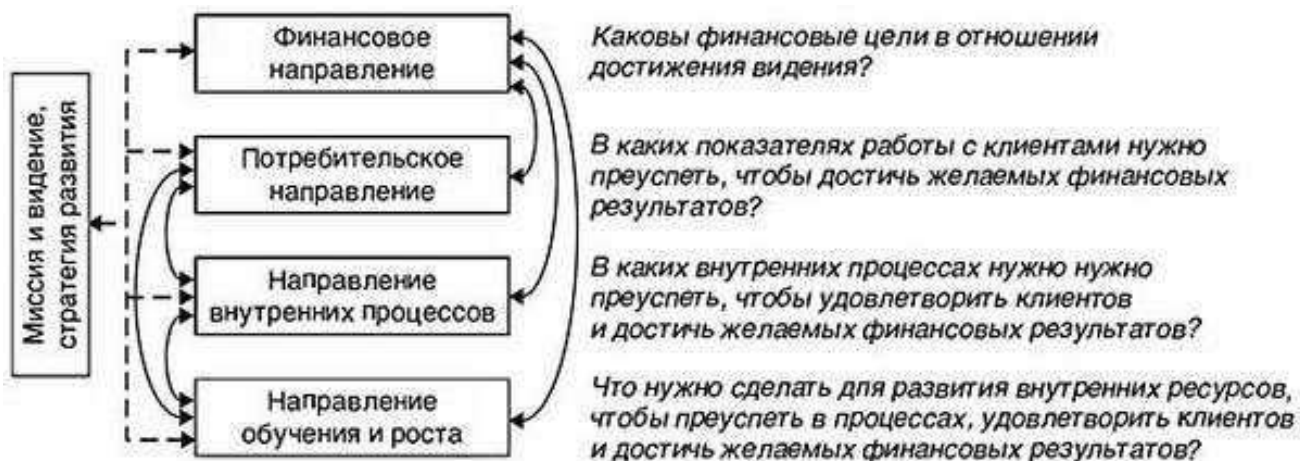 Миссия и видение,
стратегия развития
Финансовое
направление
Каковы финансовые цели в отношении
достижения видения?
Потребительское
направление
В каких показателях работы с клиентами нужно
преуспеть, чтобы достичь желаемых финансовых
результатов?
Направление
внутренних процессов
В каких внутренних процессах нужно нужно
преуспеть, чтобы удовлетворить клиентов
и достичь желаемых финансовых результатов?
Направление
обучения и роста
Что нужно сделать для развития внутренних ресурсов,
чтобы преуспеть в процессах, удовлетворить клиентов
и достичь желаемых финансовых результатов?